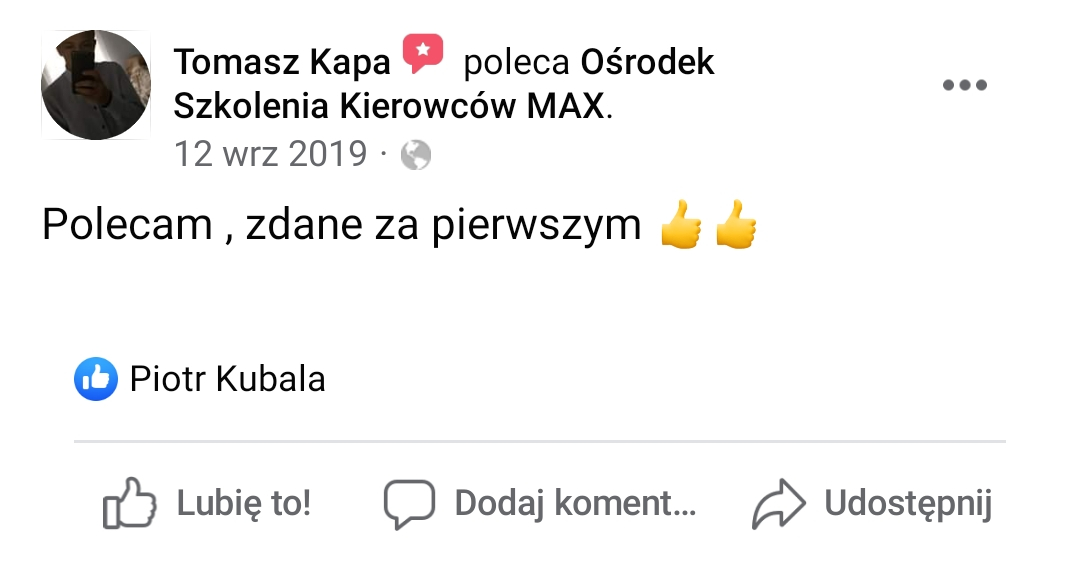 Tomasz Kapa poleca Ośrodek
Szkolenia Kierowców MAX.
12 wrz 2019 ·
Polecam , zdane za pierwszym 👍👍
Piotr Kubala
Lubię to! Dodaj koment... Udostępnij